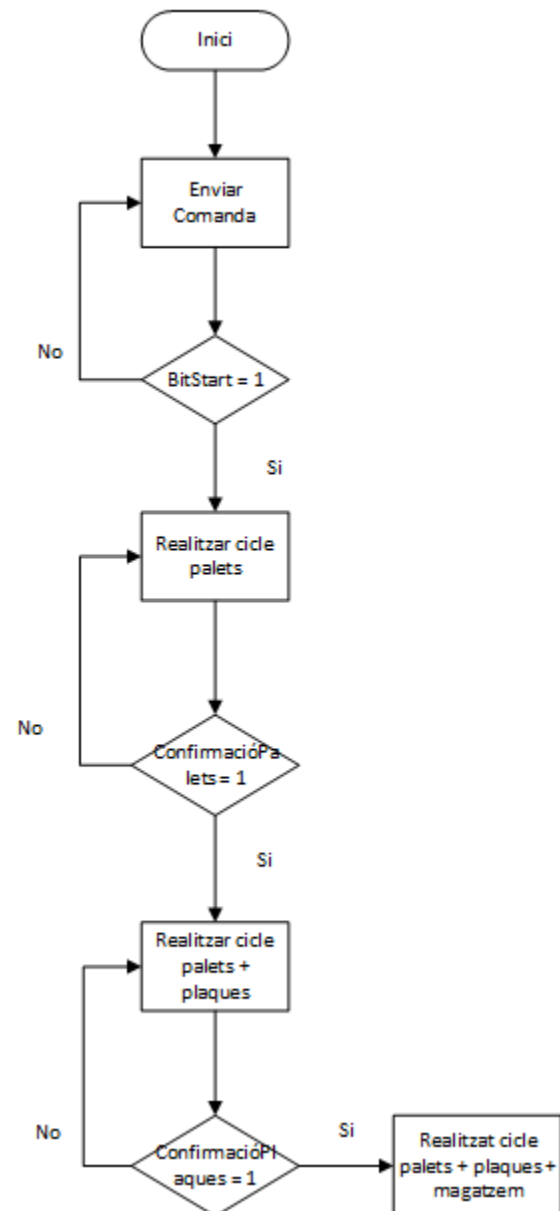 Inici
Enviar
Comanda
No
BitStart = 1
Si
Realitzar cicle
palets
No
ConfirmacióPa
lets = 1
Si
Realitzar cicle
palets +
plaques
No
ConfirmacióPl
aques = 1
Si
Realitzat cicle
palets + plaques +
magatzem